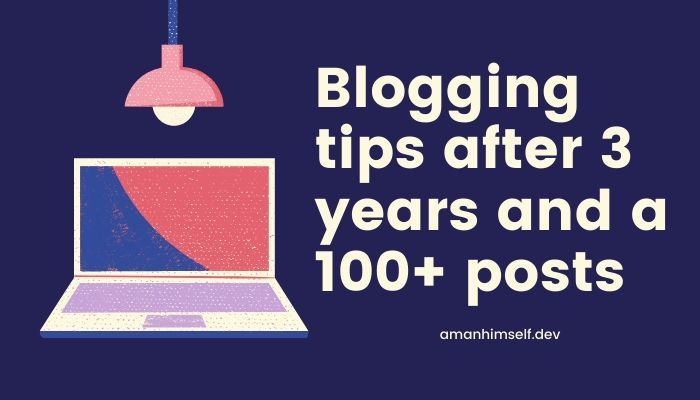 Blogging
tips after 3
years and a
100+ posts
amanhimself.dev